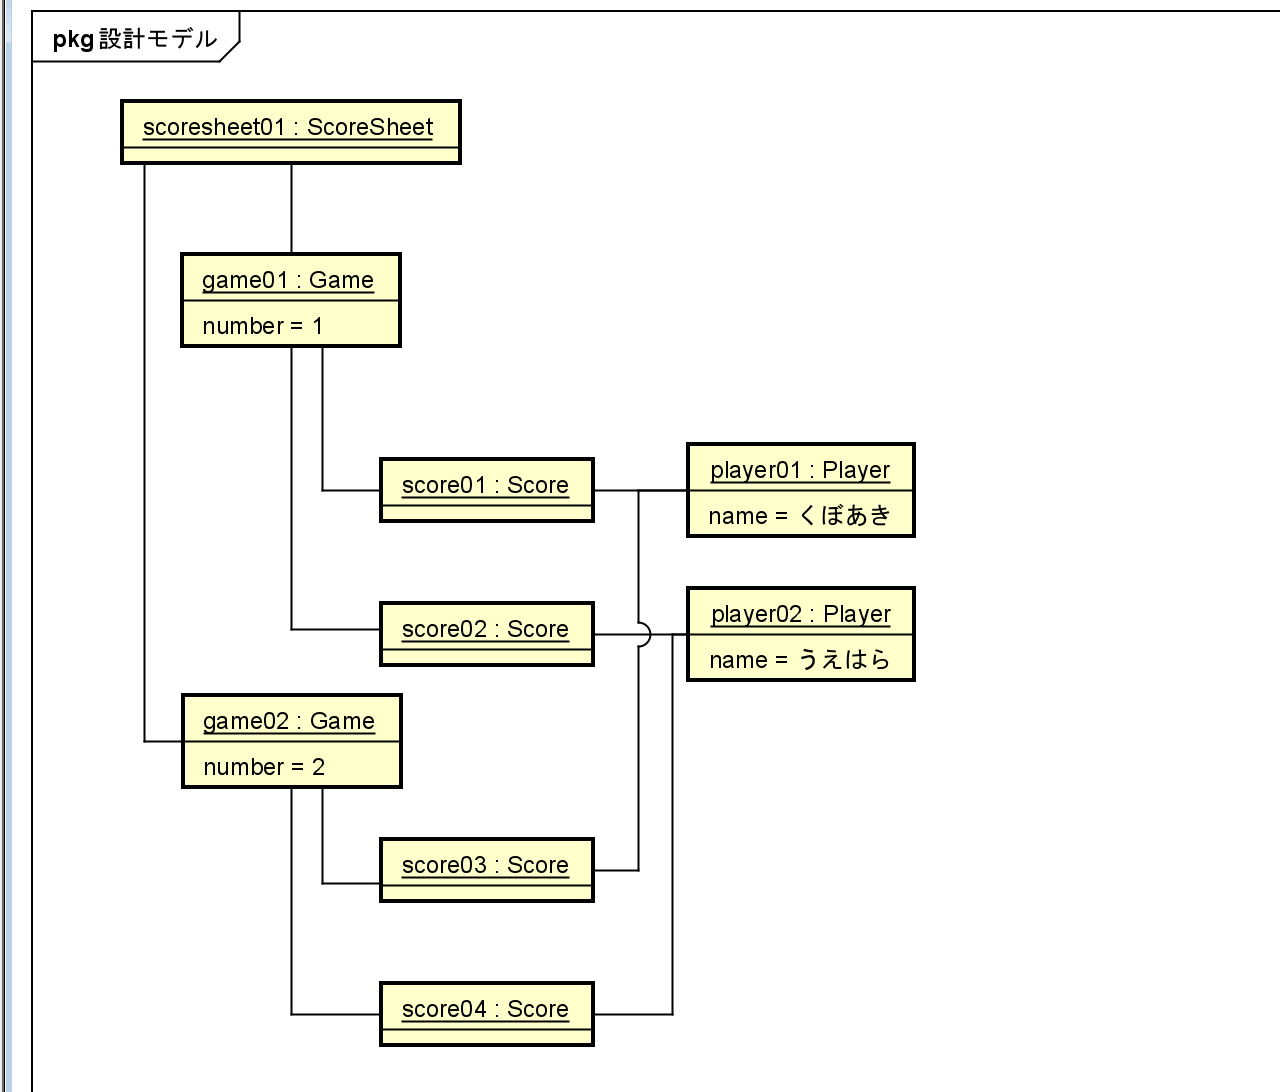 pkg 設計モデル
scoresheet01 : ScoreSheet
game01 : Game
number = 1
score01 : Score
player01 : Player
name = くぼあき
score02 : Score
player02 : Player
name = うえはら
game02 : Game
number = 2
score03 : Score
score04 : Score